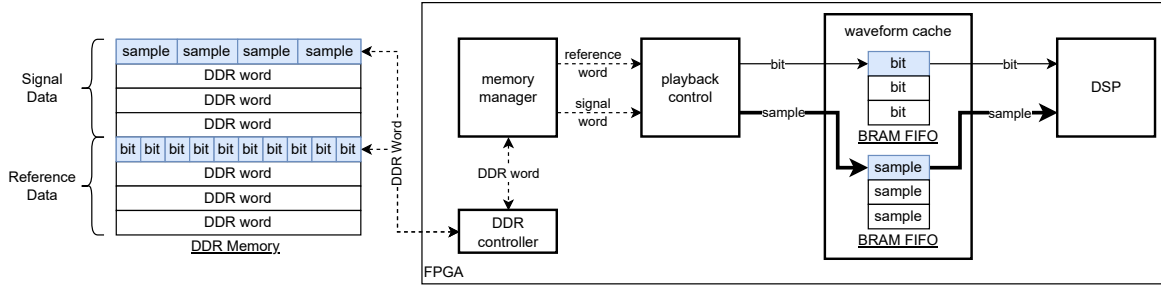 Signal
Data
sample sample sample sample
DDR word
DDR word
DDR word
Reference
Data
bit bit bit bit bit bit bit bit bit bit
DDR word
DDR word
DDR word
DDR Memory
DDR Word
FPGA
memory
manager
DDR word
DDR
controller
reference
word
signal
word
playback
control
bit
sample
waveform cache
bit
bit
bit
BRAM FIFO
sample
sample
sample
BRAM FIFO
bit
sample
DSP